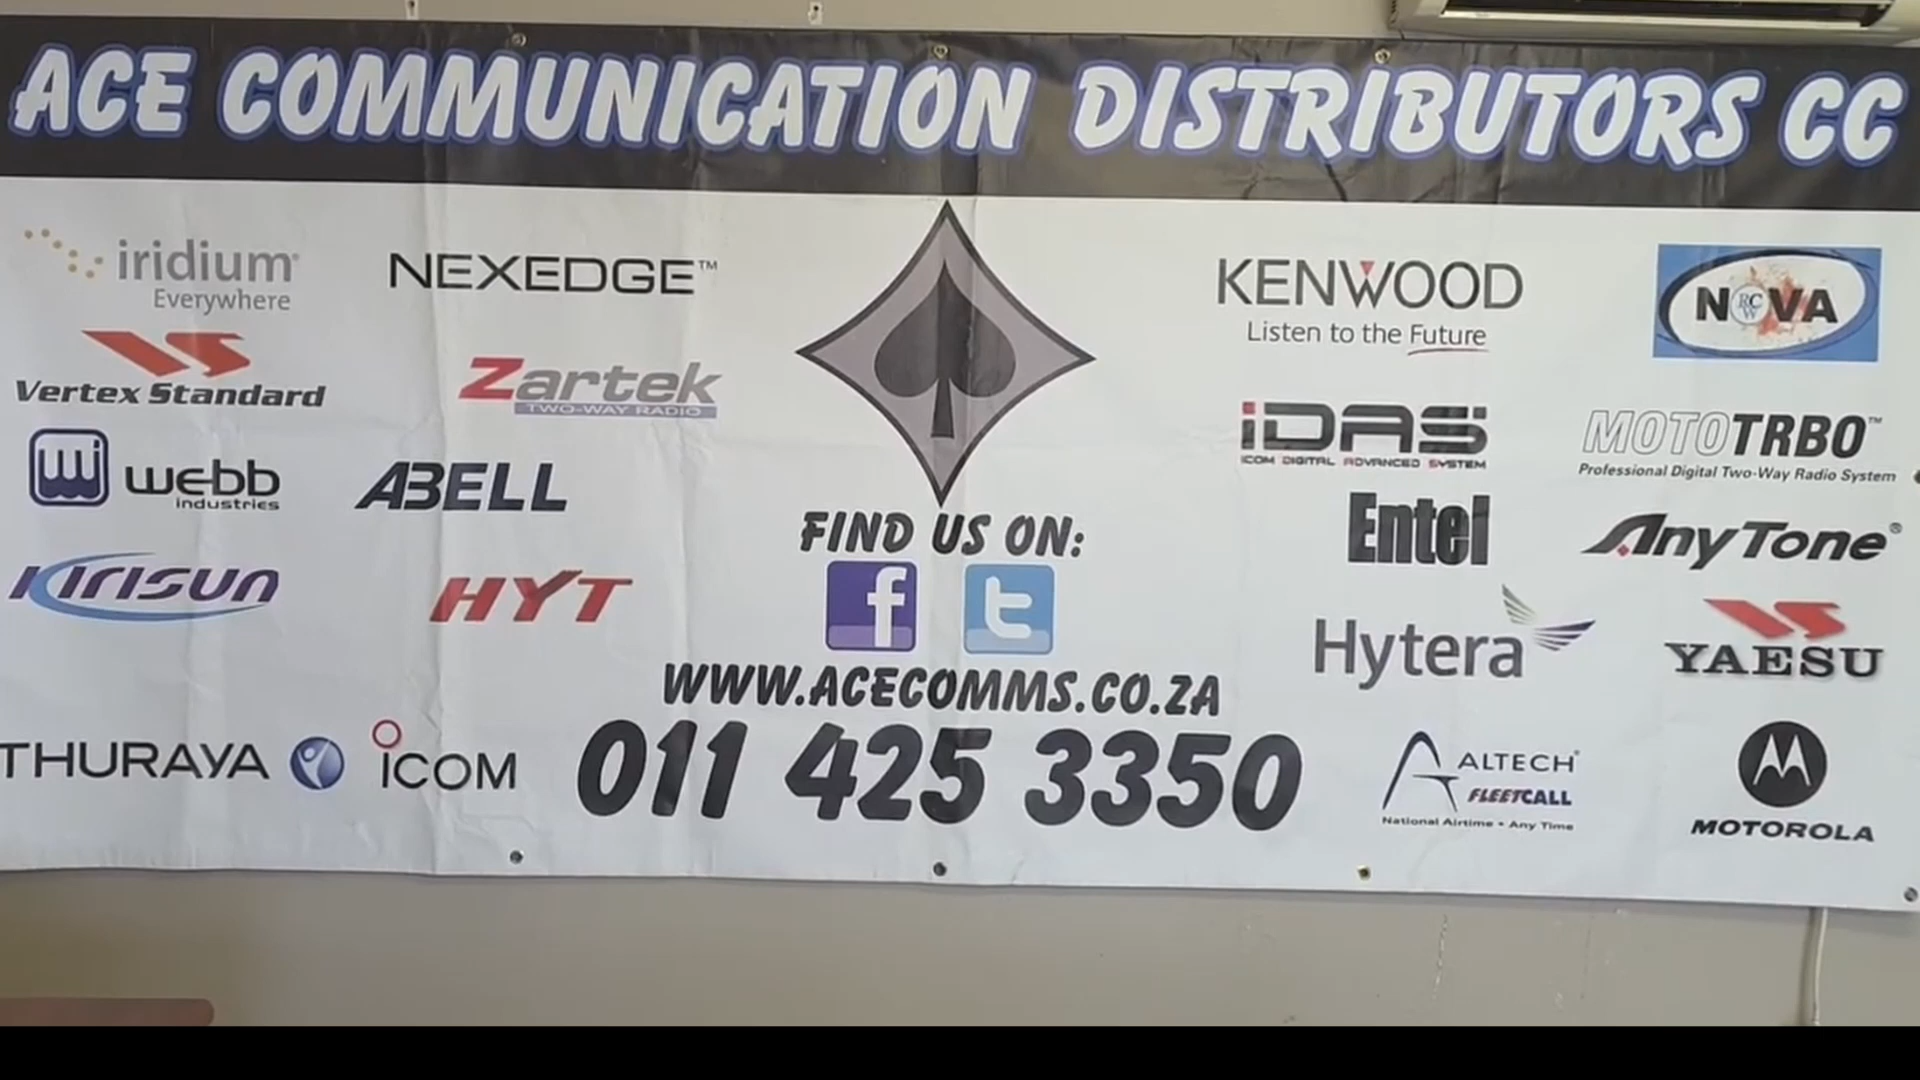 ACE COMMUNICATION DISTRIBUTORS CC
iridium
Everywhere
NEXEDGE™
KENWOOD
Listen to the Future
NOVA
RCW
Vertex Standard
Zartek
TWO-WAY RADIO
iDAS
ICOM DIGITAL ADVANCED SYSTEM
MOTOTRBO™
Professional Digital Two-Way Radio System
webb
industries
ABELL
FIND US ON:
Entel
AnyTone®
KIRISUN
HYT
f
t
Hytera
YAESU
WWW.ACECOMMS.CO.ZA
THURAYA
ICOM
011 425 3350
ALTECH
FLEETCALL
National Airtime • Any Time
MOTOROLA